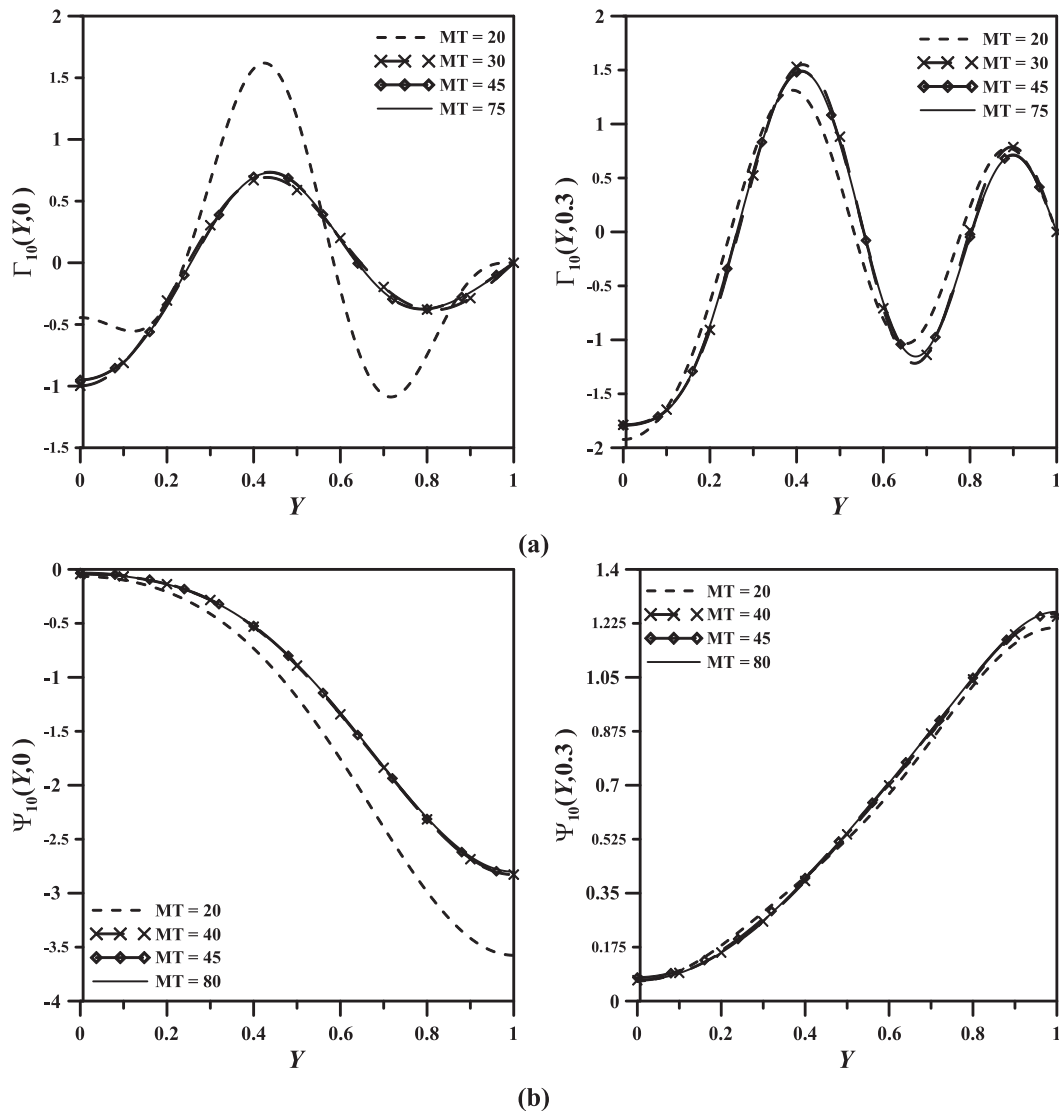 2
1.5
1
0.5
0
-0.5
-1
-1.5
Γ10(Y,0 )
MT = 20
MT = 30
MT = 45
MT = 75
0 0.2 0.4 0.6 0.8 1
Y
2
1.5
1
0.5
0
-0.5
-1
-1.5
-2
Γ10(Y,0.3 )
MT = 20
MT = 30
MT = 45
MT = 75
0 0.2 0.4 0.6 0.8 1
Y
(a)
0
-0.5
-1
-1.5
-2
-2.5
-3
-3.5
-4
Ψ10(Y,0 )
MT = 20
MT = 40
MT = 45
MT = 80
0 0.2 0.4 0.6 0.8 1
Y
1.4
1.225
1.05
0.875
0.7
0.525
0.35
0.175
0
Ψ10(Y,0.3 )
MT = 20
MT = 40
MT = 45
MT = 80
0 0.2 0.4 0.6 0.8 1
Y
(b)